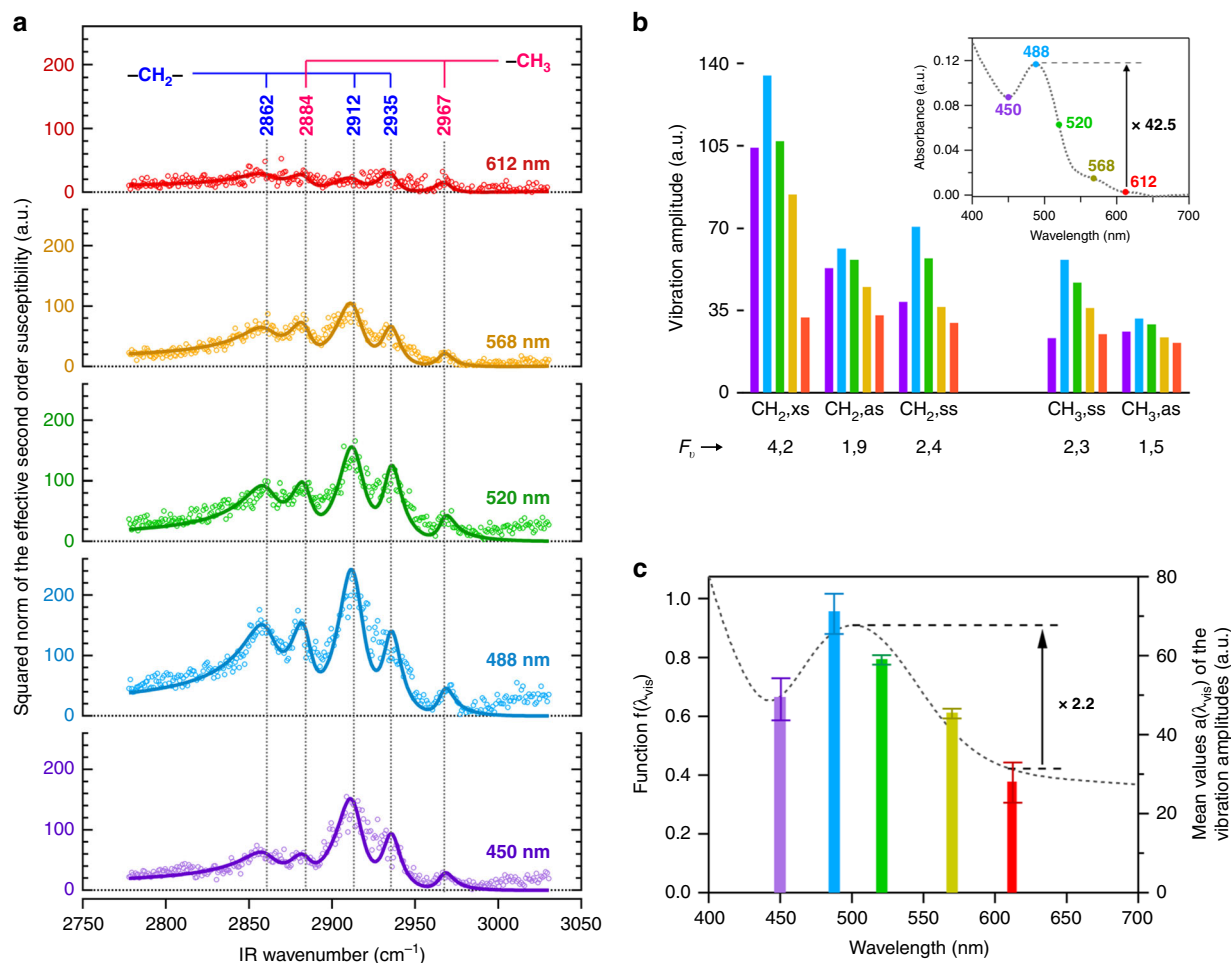 a
Squared norm of the effective second order susceptibility (a.u.)
200
100
0
–CH2–
–CH3
2862
2884
2912
2935
2967
612 nm
200
100
0
568 nm
200
100
0
520 nm
200
100
0
488 nm
200
100
0
450 nm
2750 2800 2850 2900 2950 3000 3050
IR wavenumber (cm−1)
b
Vibration amplitude (a.u.)
140
105
70
35
0
CH2,xs CH2,as CH2,ss CH3,ss CH3,as
Fυ → 4,2 1,9 2,4 2,3 1,5
Absorbance (a.u.)
0.12
0.08
0.04
0.00
488
450
520
568
612
× 42.5
400 500 600 700
Wavelength (nm)
c
Function f(λvis)
1.0
0.8
0.6
0.4
0.2
0.0
× 2.2
80
60
40
20
0
Mean values a(λvis) of the
vibration amplitudes (a.u.)
400 450 500 550 600 650 700
Wavelength (nm)